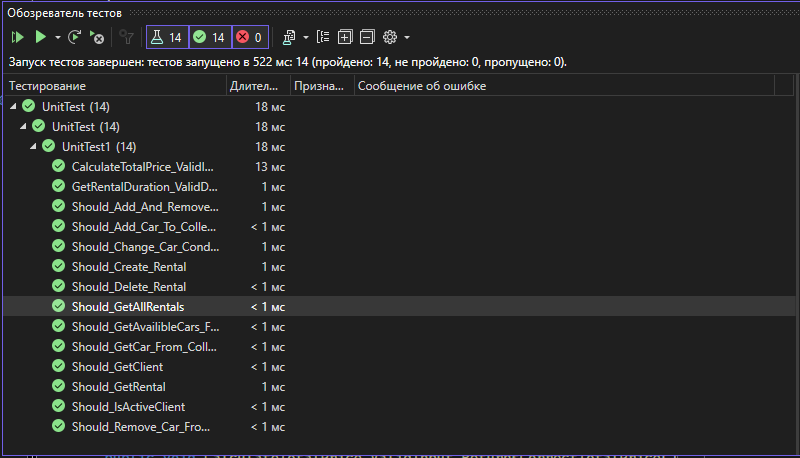 Обозреватель тестов
14 14 0
Запуск тестов завершен: тестов запущено в 522 мс: 14 (пройдено: 14, не пройдено: 0, пропущено: 0).
Тестирование Длител... Призна... Сообщение об ошибке
UnitTest (14) 18 мс
UnitTest (14) 18 мс
UnitTest1 (14) 18 мс
CalculateTotalPrice_ValidI... 13 мс
GetRentalDuration_ValidD... 1 мс
Should_Add_And_Remove... 1 мс
Should_Add_Car_To_Colle... < 1 мс
Should_Change_Car_Cond... 1 мс
Should_Create_Rental 1 мс
Should_Delete_Rental < 1 мс
Should_GetAllRentals < 1 мс
Should_GetAvailibleCars_F... < 1 мс
Should_GetCar_From_Coll... < 1 мс
Should_GetClient < 1 мс
Should_GetRental 1 мс
Should_IsActiveClient < 1 мс
Should_Remove_Car_Fro... < 1 мс